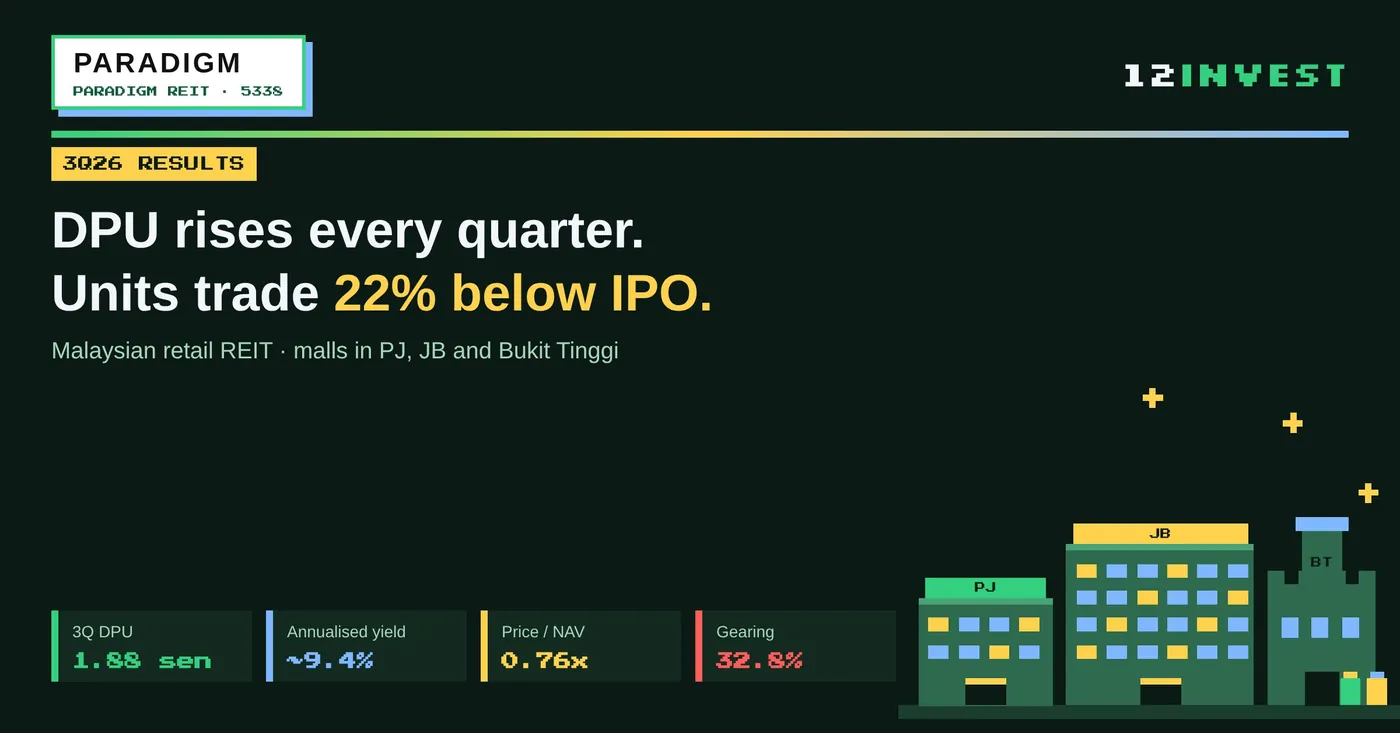 PARADIGM
PARADIGM REIT · 5338
12INVEST
3Q26 RESULTS
DPU rises every quarter.
Units trade 22% below IPO.
Malaysian retail REIT · malls in PJ, JB and Bukit Tinggi
3Q DPU
1.88 sen
Annualised yield
~9.4%
Price / NAV
0.76x
Gearing
32.8%
PJ
JB
BT